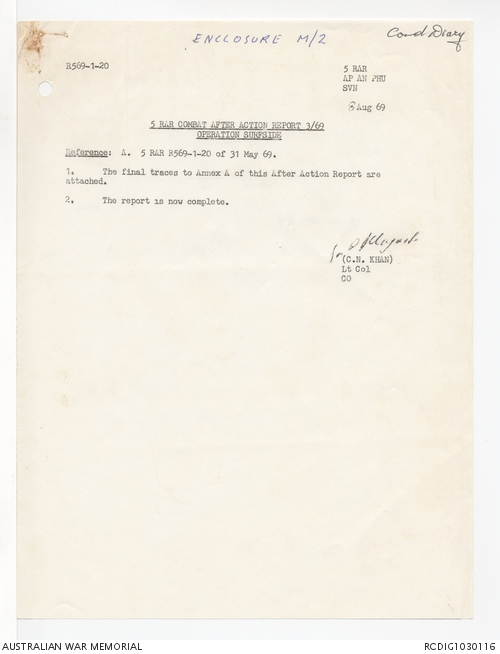 ENCLOSURE M/2
Comd Diary
R569-1-20
5 RAR
AP AN PHU
SVN
8 Aug 69
5 RAR COMBAT AFTER ACTION REPORT 3/69
OPERATION SURFSIDE
Reference: A. 5 RAR R569-1-20 of 31 May 69.
1. The final traces to Annex A of this After Action Report are
attached.
2. The report is now complete.
for
(C.N. KHAN)
Lt Col
CO
AUSTRALIAN WAR MEMORIAL
RCDIG1030116